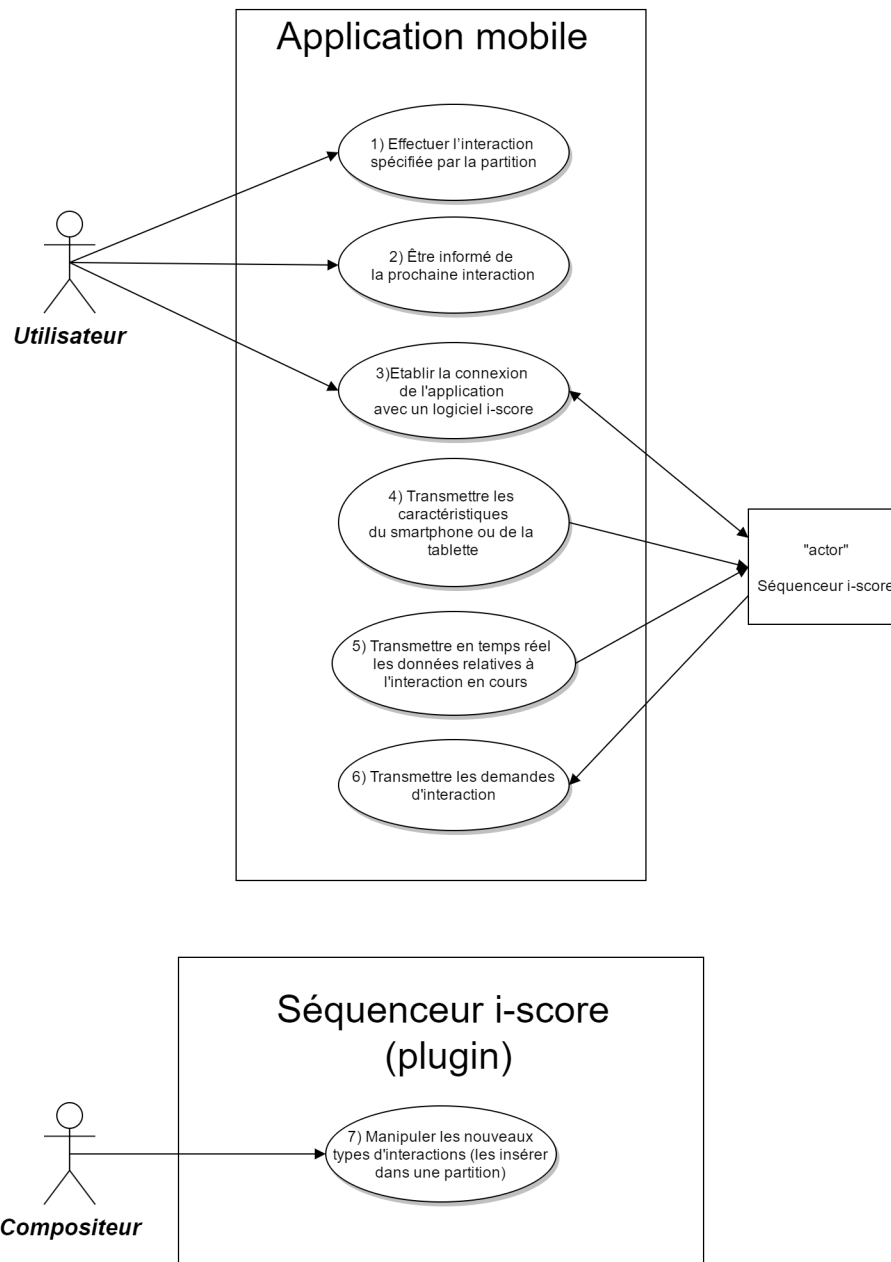 Application mobile
1) Effectuer l’interaction
spécifiée par la partition
2) Être informé de
la prochaine interaction
Utilisateur
3)Etablir la connexion
de l'application
avec un logiciel i-score
4) Transmettre les
caractéristiques
du smartphone ou de la
tablette
"actor"
Séquenceur i-score
5) Transmettre en temps réel
les données relatives à
l'interaction en cours
6) Transmettre les demandes
d'interaction
Séquenceur i-score
(plugin)
7) Manipuler les nouveaux
types d'interactions (les insérer
dans une partition)
Compositeur